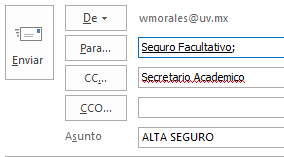 De wmorales@uv.mx
Para... Seguro Facultativo;
Enviar
CC... Secretario Academico
CCO...
Asunto ALTA SEGURO